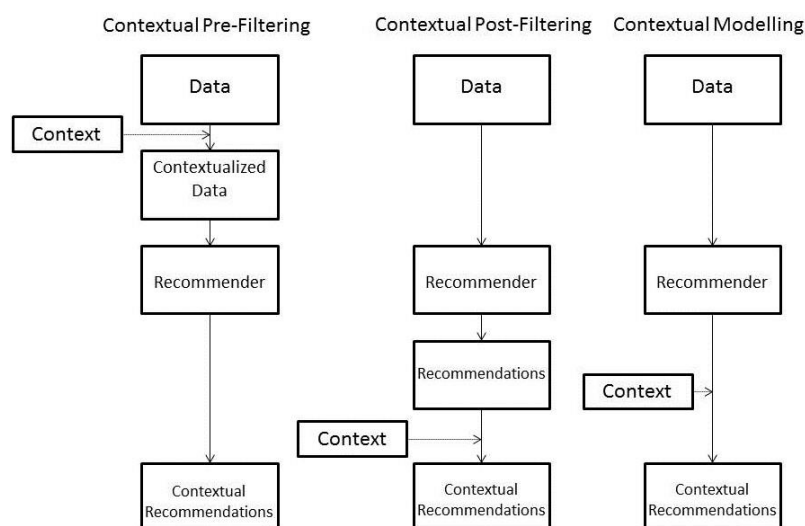 Contextual Pre-Filtering
Data
Context
Contextualized
Data
Recommender
Contextual
Recommendations
Contextual Post-Filtering
Data
Recommender
Recommendations
Context
Contextual
Recommendations
Contextual Modelling
Data
Recommender
Context
Contextual
Recommendations